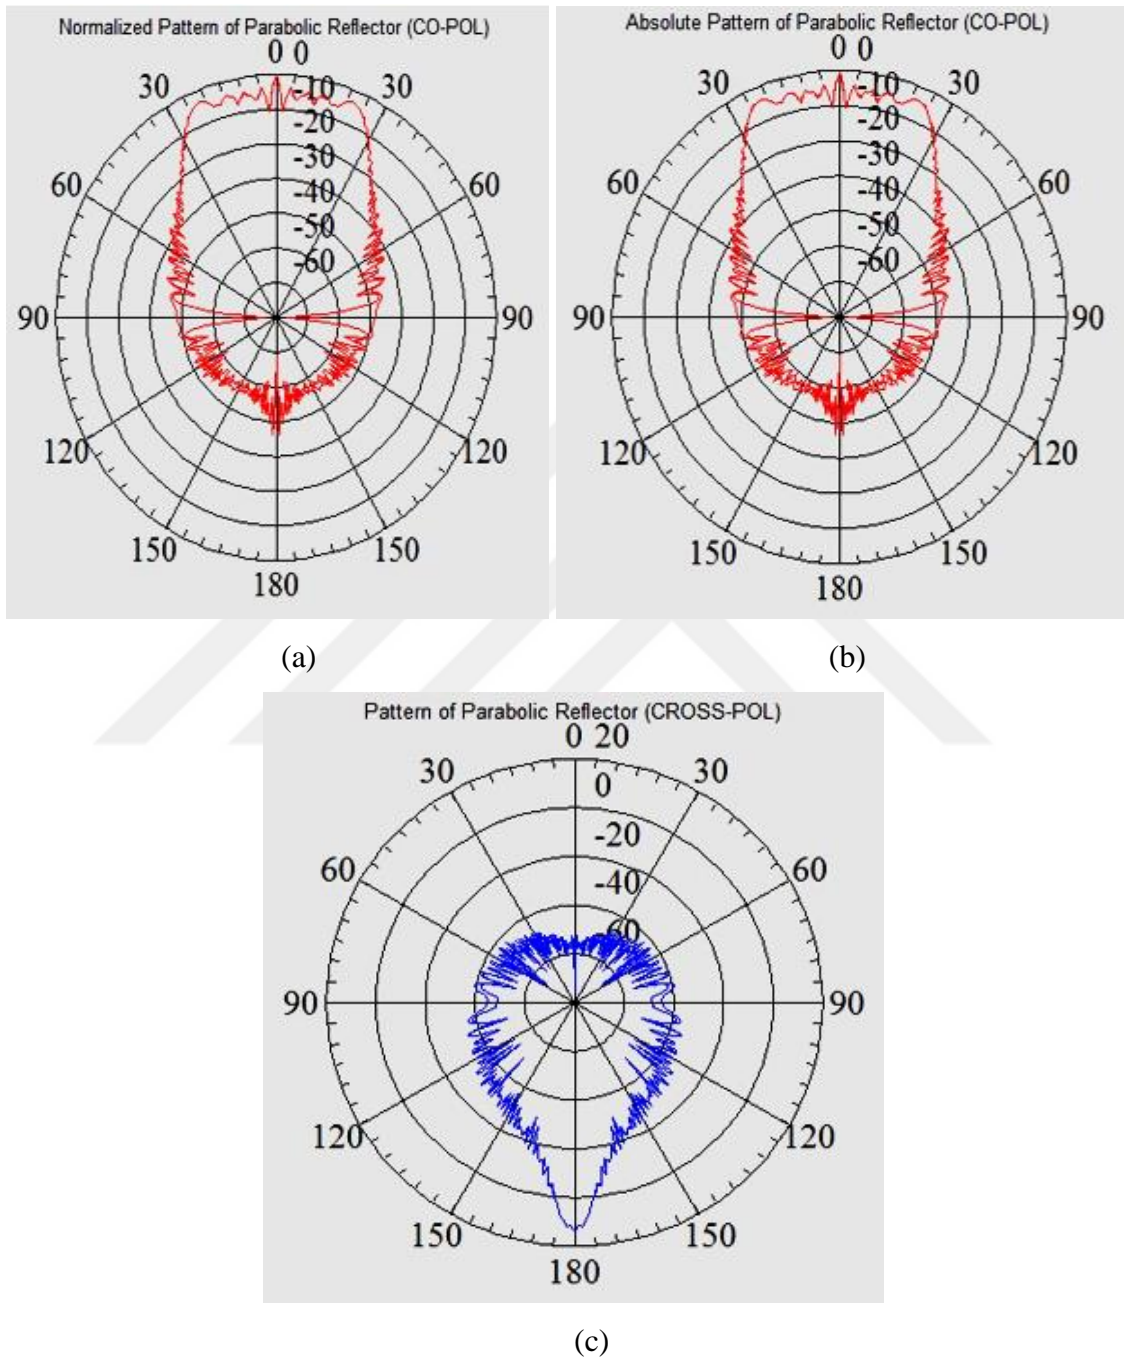 Normalized Pattern of Parabolic Reflector (CO-POL)
0 0
30 -10 30
-20
-30
60 -40 60
-50
-60
90 90
120 120
150 150
180
(a)
Absolute Pattern of Parabolic Reflector (CO-POL)
0 0
30 -10 30
-20
-30
60 -40 60
-50
-60
90 90
120 120
150 150
180
(b)
Pattern of Parabolic Reflector (CROSS-POL)
0 20
30 0 30
-20
60 -40 60
-60
90 90
120 120
150 150
180
(c)